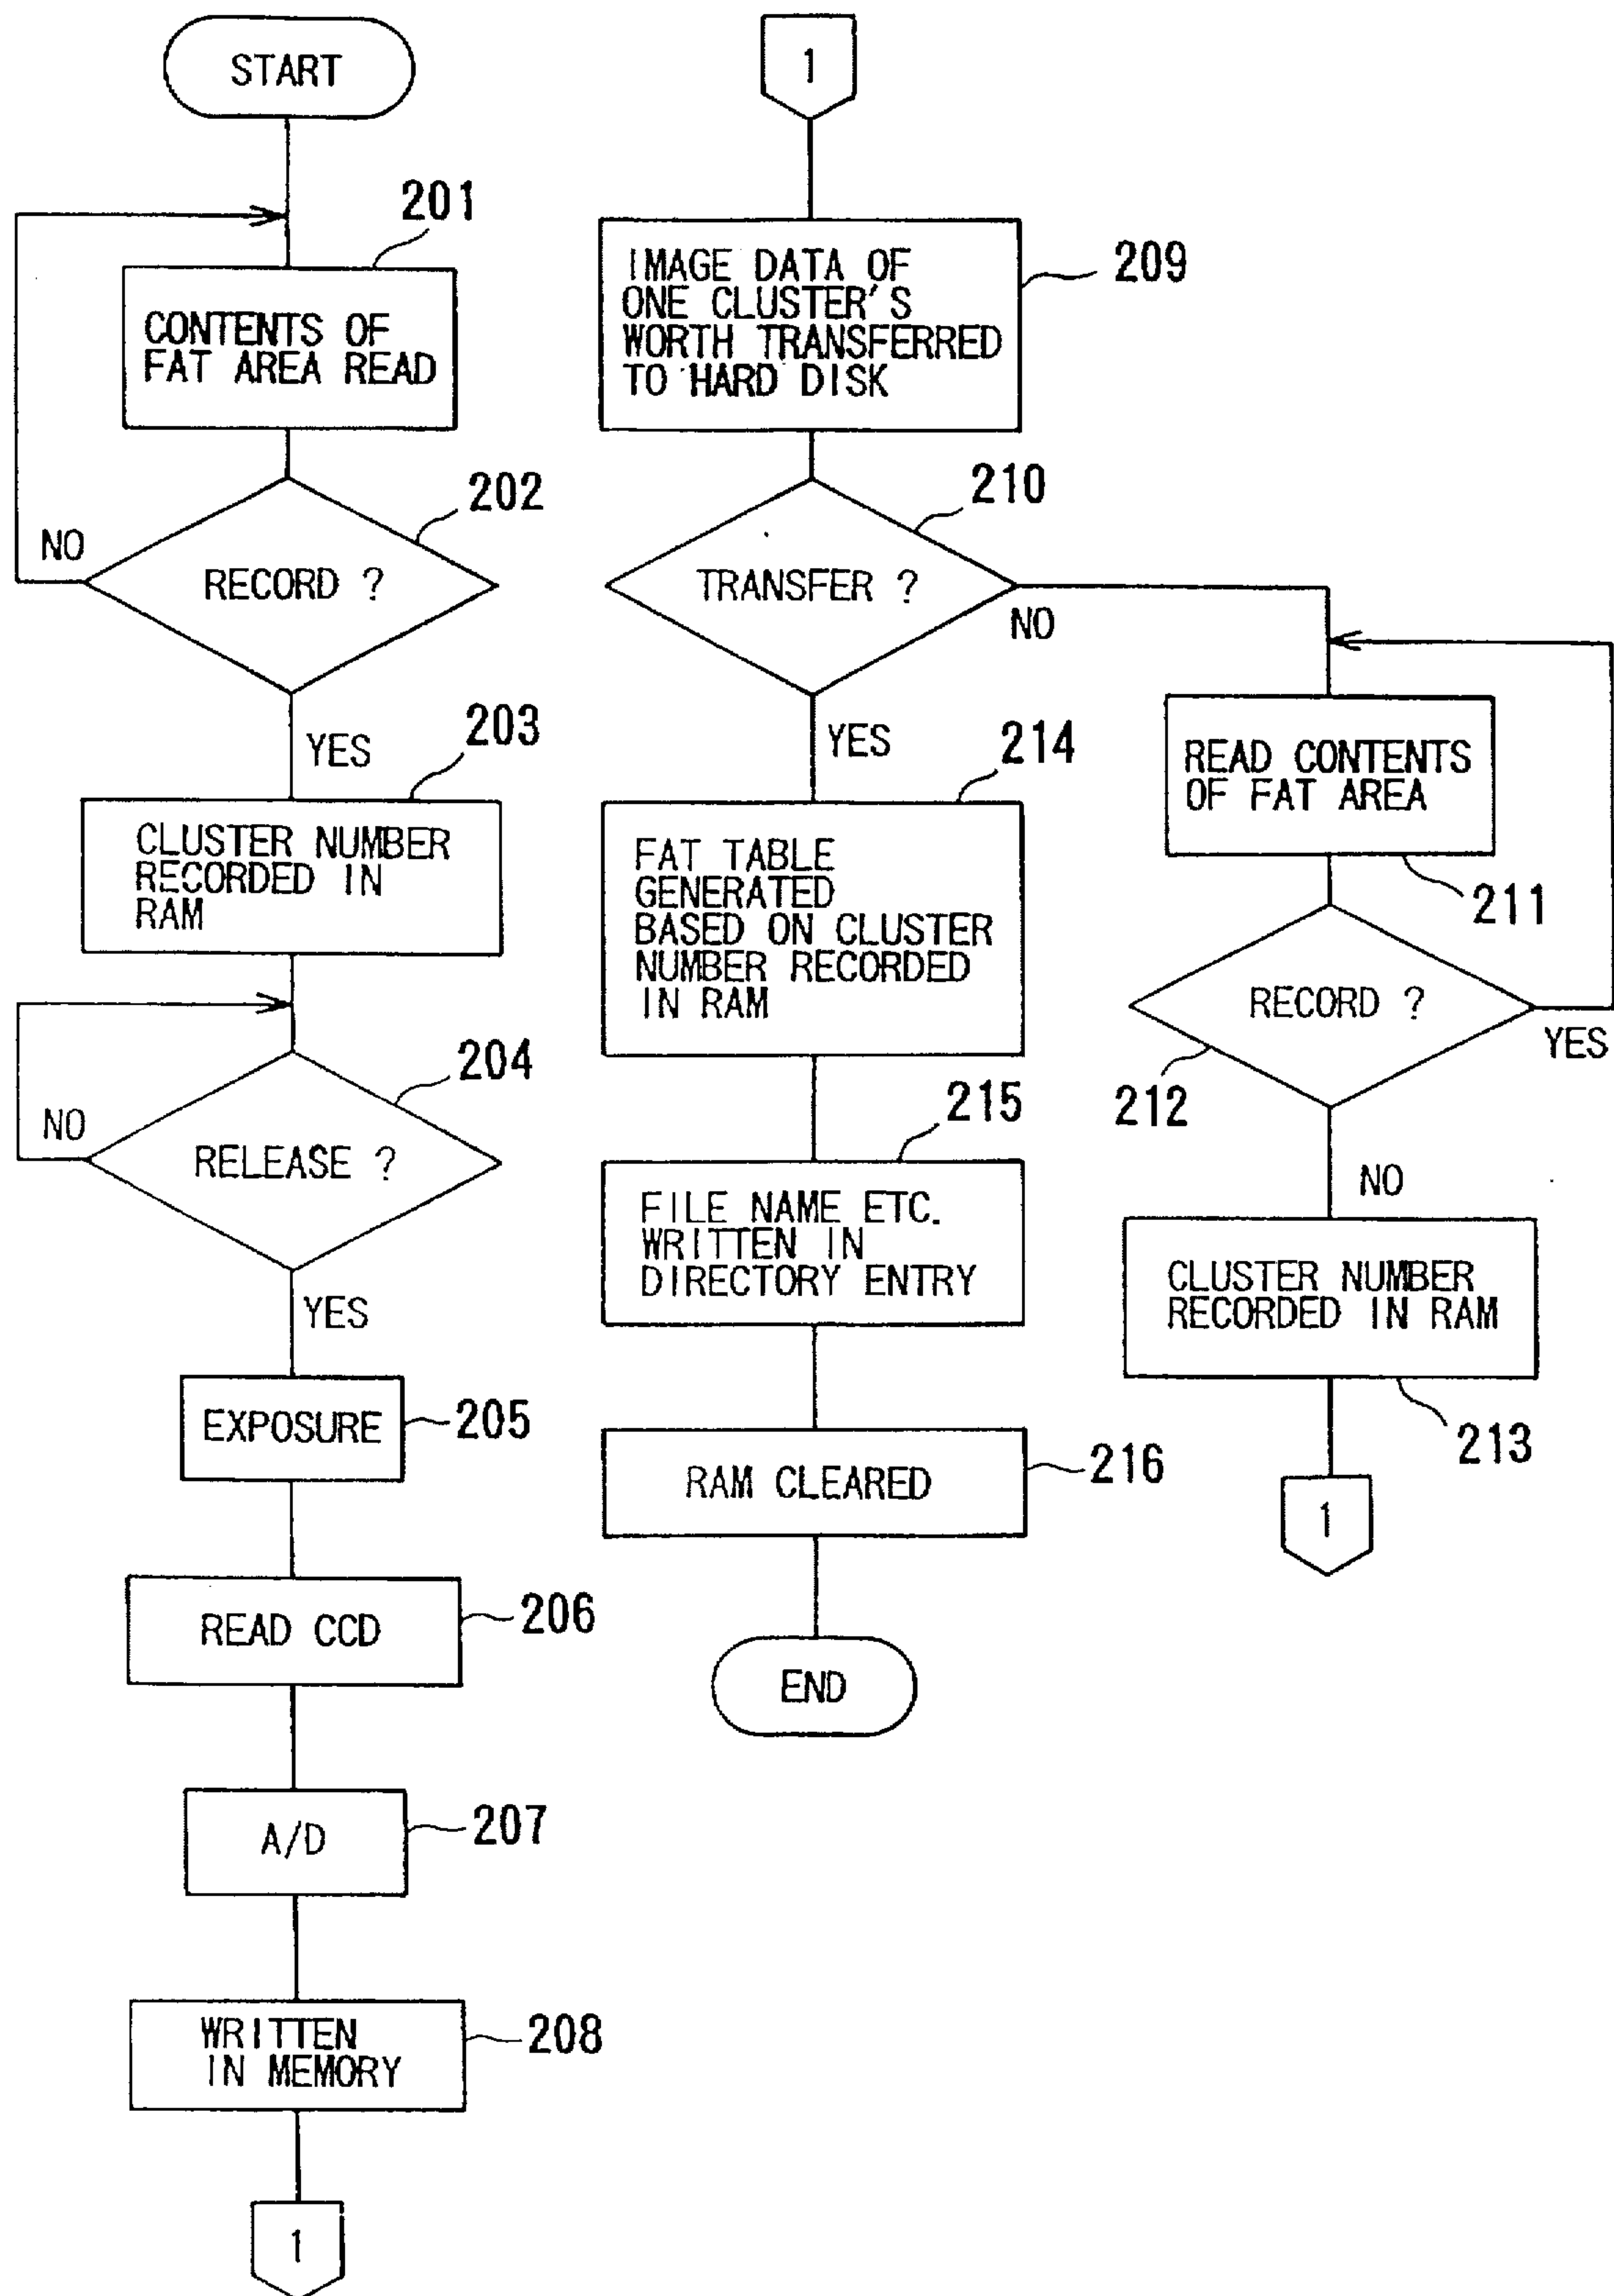 START
201
CONTENTS OF
FAT AREA READ
202
NO
RECORD ?
YES
203
CLUSTER NUMBER
RECORDED IN
RAM
204
NO
RELEASE ?
YES
EXPOSURE
205
READ CCD
206
A/D
207
WRITTEN
IN MEMORY
208
1
1
IMAGE DATA OF
ONE CLUSTER'S
WORTH TRANSFERRED
TO HARD DISK
209
210
TRANSFER ?
NO
YES
214
FAT TABLE
GENERATED
BASED ON CLUSTER
NUMBER RECORDED
IN RAM
215
FILE NAME ETC.
WRITTEN IN
DIRECTORY ENTRY
RAM CLEARED
216
END
READ CONTENTS
OF FAT AREA
211
RECORD ?
YES
212
NO
CLUSTER NUMBER
RECORDED IN RAM
213
1